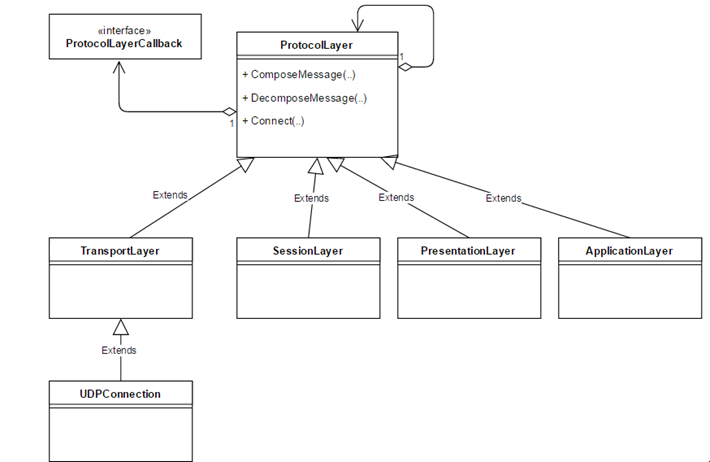 «interface»
ProtocolLayerCallback
ProtocolLayer
+ ComposeMessage(..)
+ DecomposeMessage(..)
+ Connect(..)
1
1
Extends
Extends
Extends
Extends
TransportLayer
SessionLayer
PresentationLayer
ApplicationLayer
Extends
UDPConnection